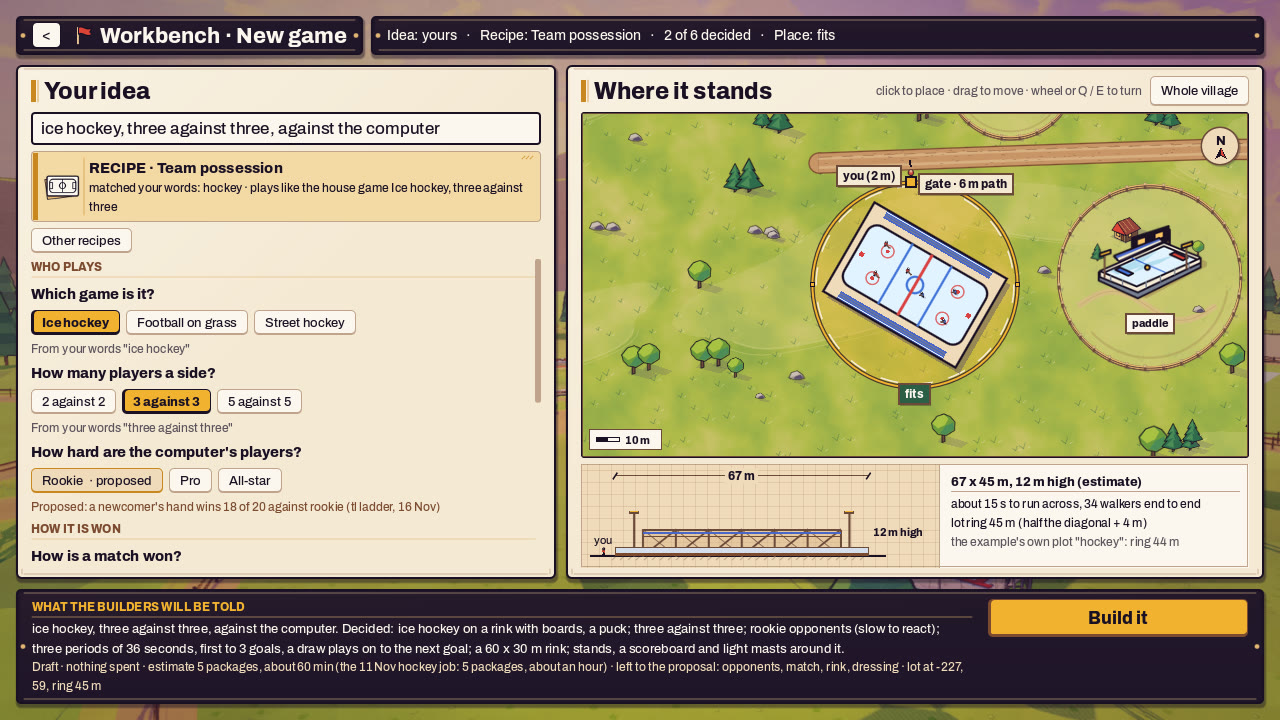 < Workbench · New game
Idea: yours · Recipe: Team possession · 2 of 6 decided · Place: fits
Your idea
ice hockey, three against three, against the computer
RECIPE · Team possession
matched your words: hockey · plays like the house game Ice hockey, three against
three
Other recipes
WHO PLAYS
Which game is it?
Ice hockey Football on grass Street hockey
From your words "ice hockey"
How many players a side?
2 against 2 3 against 3 5 against 5
From your words "three against three"
How hard are the computer's players?
Rookie · proposed Pro All-star
Proposed: a newcomer's hand wins 18 of 20 against rookie (tl ladder, 16 Nov)
HOW IT IS WON
How is a match won?
Where it stands
click to place · drag to move · wheel or Q / E to turn Whole village
N
you (2 m)
gate · 6 m path
paddle
fits
10 m
67 m
12 m high
you
67 x 45 m, 12 m high (estimate)
about 15 s to run across, 34 walkers end to end
lot ring 45 m (half the diagonal + 4 m)
the example's own plot "hockey": ring 44 m
WHAT THE BUILDERS WILL BE TOLD
ice hockey, three against three, against the computer. Decided: ice hockey on a rink with boards, a puck; three against three; rookie opponents (slow to react);
three periods of 36 seconds, first to 3 goals, a draw plays on to the next goal; a 60 x 30 m rink; stands, a scoreboard and light masts around it.
Draft · nothing spent · estimate 5 packages, about 60 min (the 11 Nov hockey job: 5 packages, about an hour) · left to the proposal: opponents, match, rink, dressing · lot at -227,
59, ring 45 m
Build it